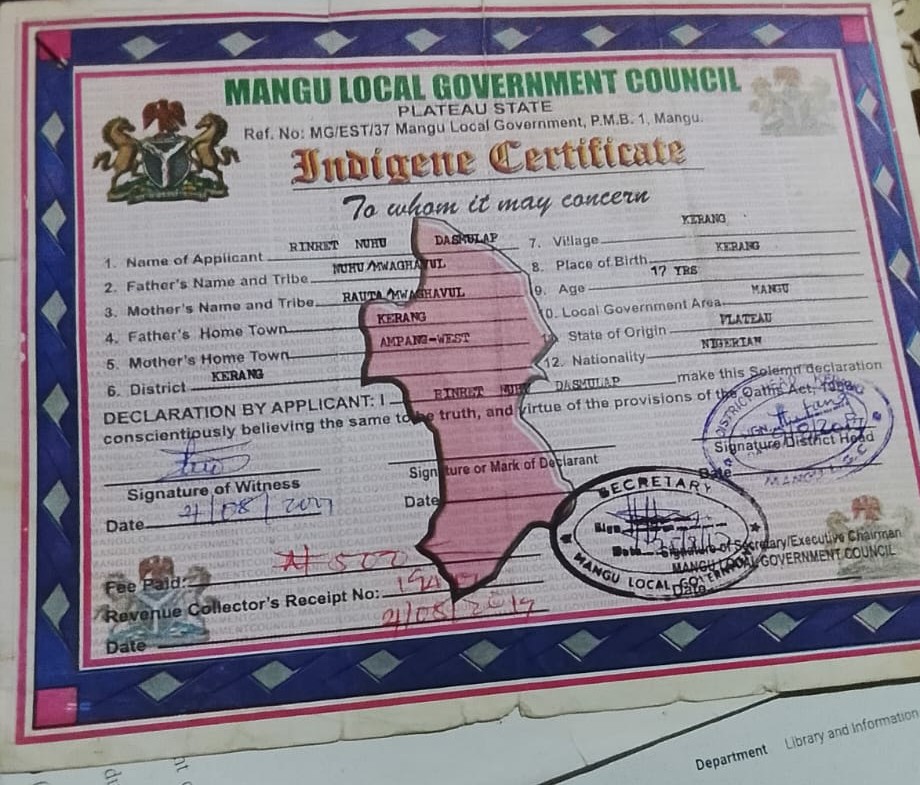 MANGU LOCAL GOVERNMENT COUNCIL
PLATEAU STATE
Ref. No: MG/EST/37 Mangu Local Government, P.M.B. 1, Mangu.
Indigene Certificate
To whom it may concern
1. Name of Applicant RINRET NUHU DASMULAP
2. Father's Name and Tribe NUHU/MWAGHAVUL
3. Mother's Name and Tribe RAUTA/MWAGHAVUL
4. Father's Home Town KERANG
5. Mother's Home Town AMPANG-WEST
6. District KERANG
7. Village KERANG
8. Place of Birth KERANG
9. Age 17 YRS
10. Local Government Area MANGU
State of Origin PLATEAU
12. Nationality NIGERIAN
DECLARATION BY APPLICANT: I RINRET NUHU DASMULAP make this Solemn declaration
conscientiously believing the same to be truth, and virtue of the provisions of the Oaths Act,
Signature of Witness
Date
Signature or Mark of Declarant
Date
Signature/District Head
Date
MANGU L.G.C
SECRETARY
Sign
Date
MANGU LOCAL GOVERNMENT
Signature of Secretary/Executive Chairman
MANGU LOCAL GOVERNMENT COUNCIL
Date
Fee Paid:
Revenue Collector's Receipt No:
Date
Department Library and Information